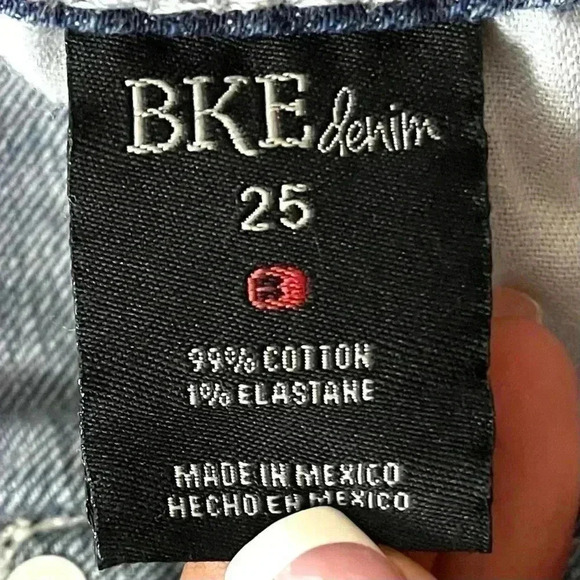 BKE denim
25
99% COTTON
1% ELASTANE
MADE IN MEXICO
HECHO EN MEXICO